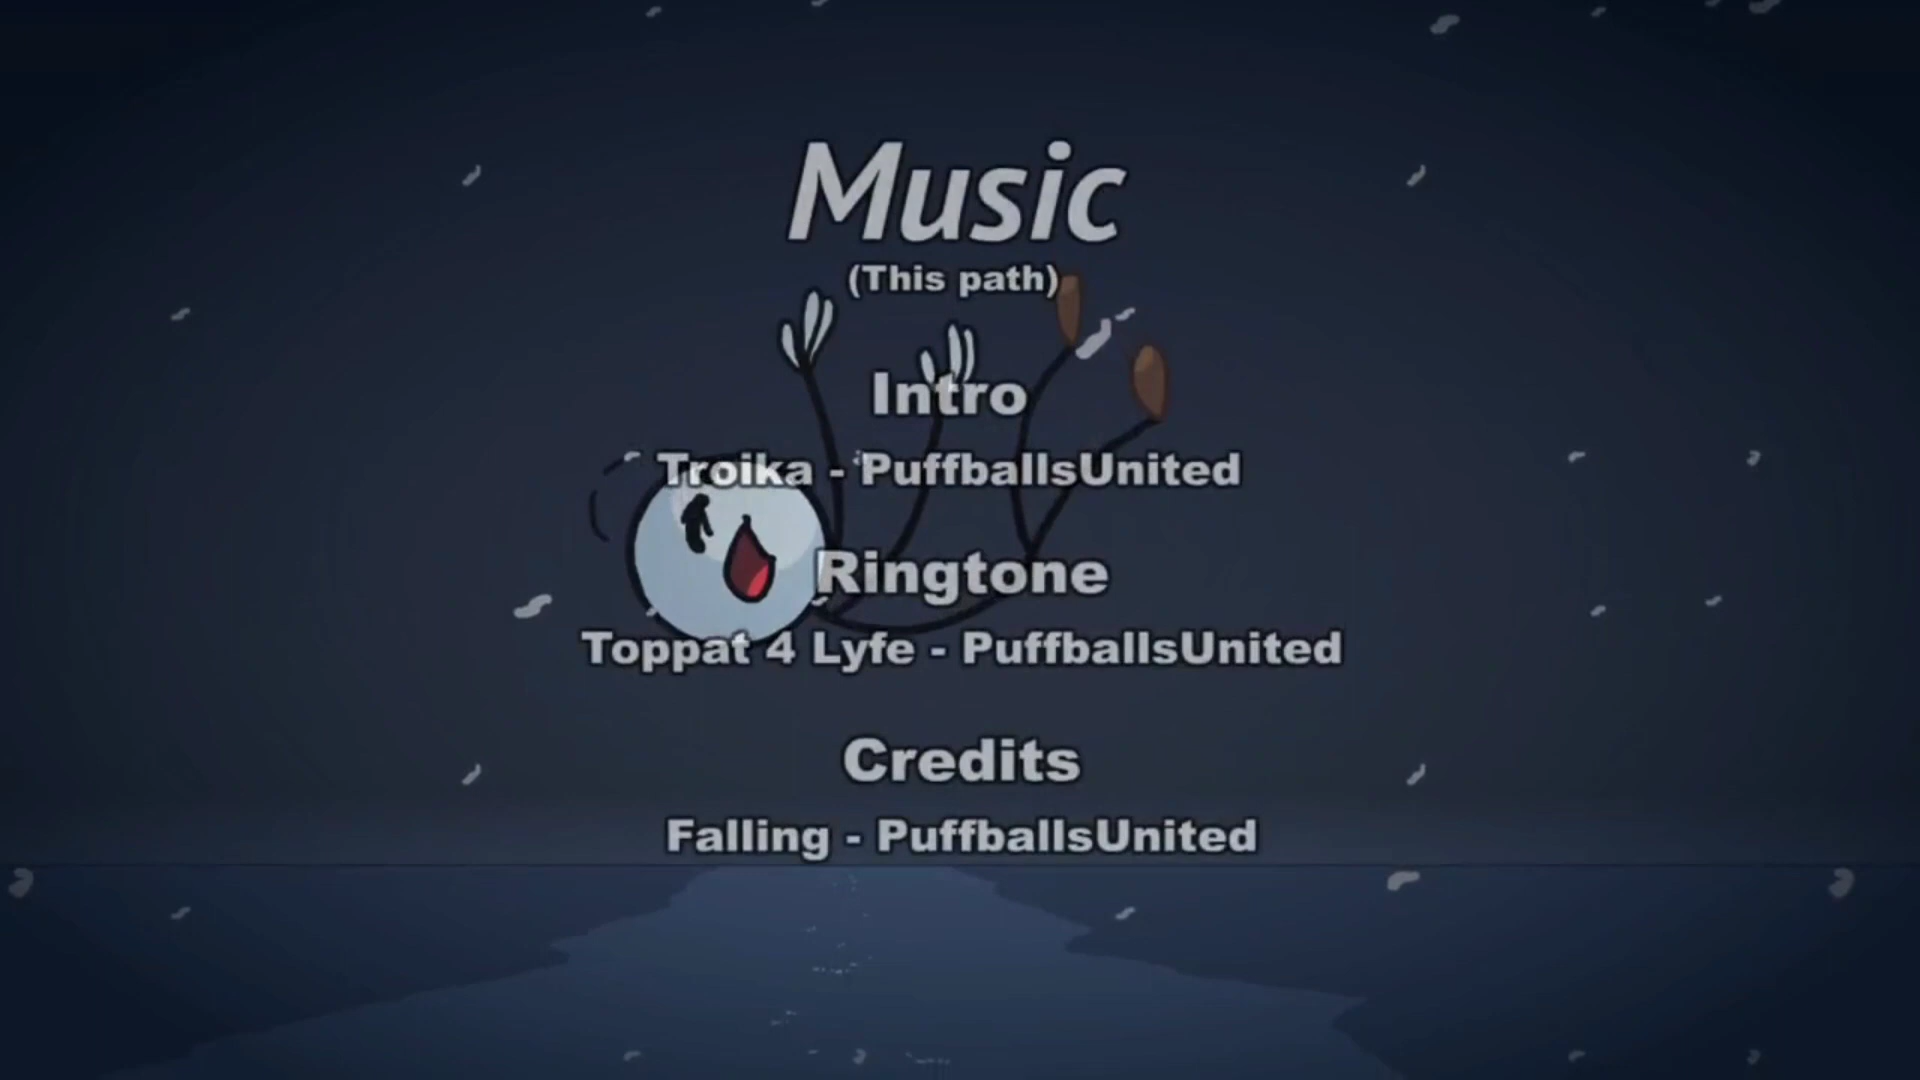 Music
(This path)
Intro
Troika - PuffballsUnited
Ringtone
Toppat 4 Lyfe - PuffballsUnited
Credits
Falling - PuffballsUnited